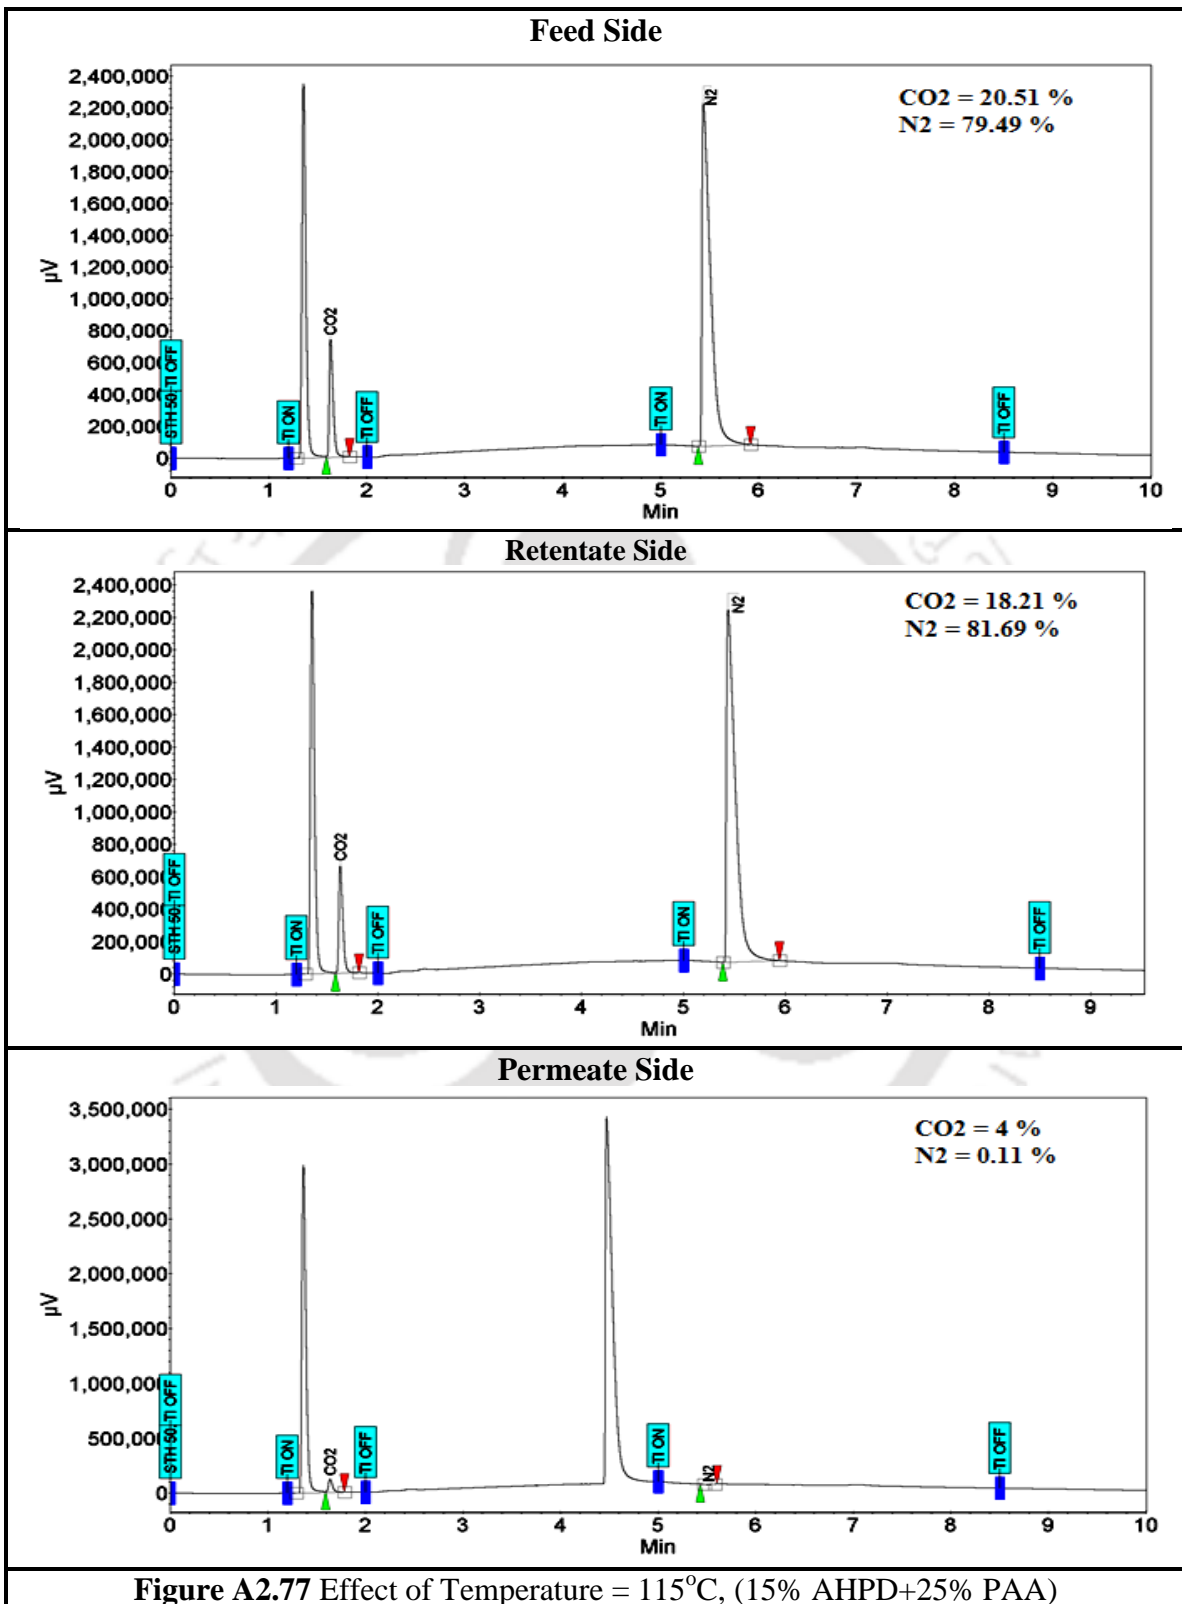 Feed Side
CO2 = 20.51 %
N2 = 79.49 %
2,400,000
2,200,000
2,000,000
1,800,000
1,600,000
1,400,000
1,200,000
1,000,000
800,000
600,000
400,000
200,000
0
µV
STH 50 -TI OFF
-TI ON
CO2
-TI OFF
-TI ON
N2
-TI OFF
0 1 2 3 4 5 6 7 8 9 10
Min
Retentate Side
CO2 = 18.21 %
N2 = 81.69 %
2,400,000
2,200,000
2,000,000
1,800,000
1,600,000
1,400,000
1,200,000
1,000,000
800,000
600,000
400,000
200,000
0
µV
STH 50 -TI OFF
-TI ON
CO2
-TI OFF
-TI ON
N2
-TI OFF
0 1 2 3 4 5 6 7 8 9
Min
Permeate Side
CO2 = 4 %
N2 = 0.11 %
3,500,000
3,000,000
2,500,000
2,000,000
1,500,000
1,000,000
500,000
0
µV
STH 50 -TI OFF
-TI ON
CO2
-TI OFF
-TI ON
N2
-TI OFF
0 1 2 3 4 5 6 7 8 9 10
Min
Figure A2.77 Effect of Temperature = 115°C, (15% AHPD+25% PAA)